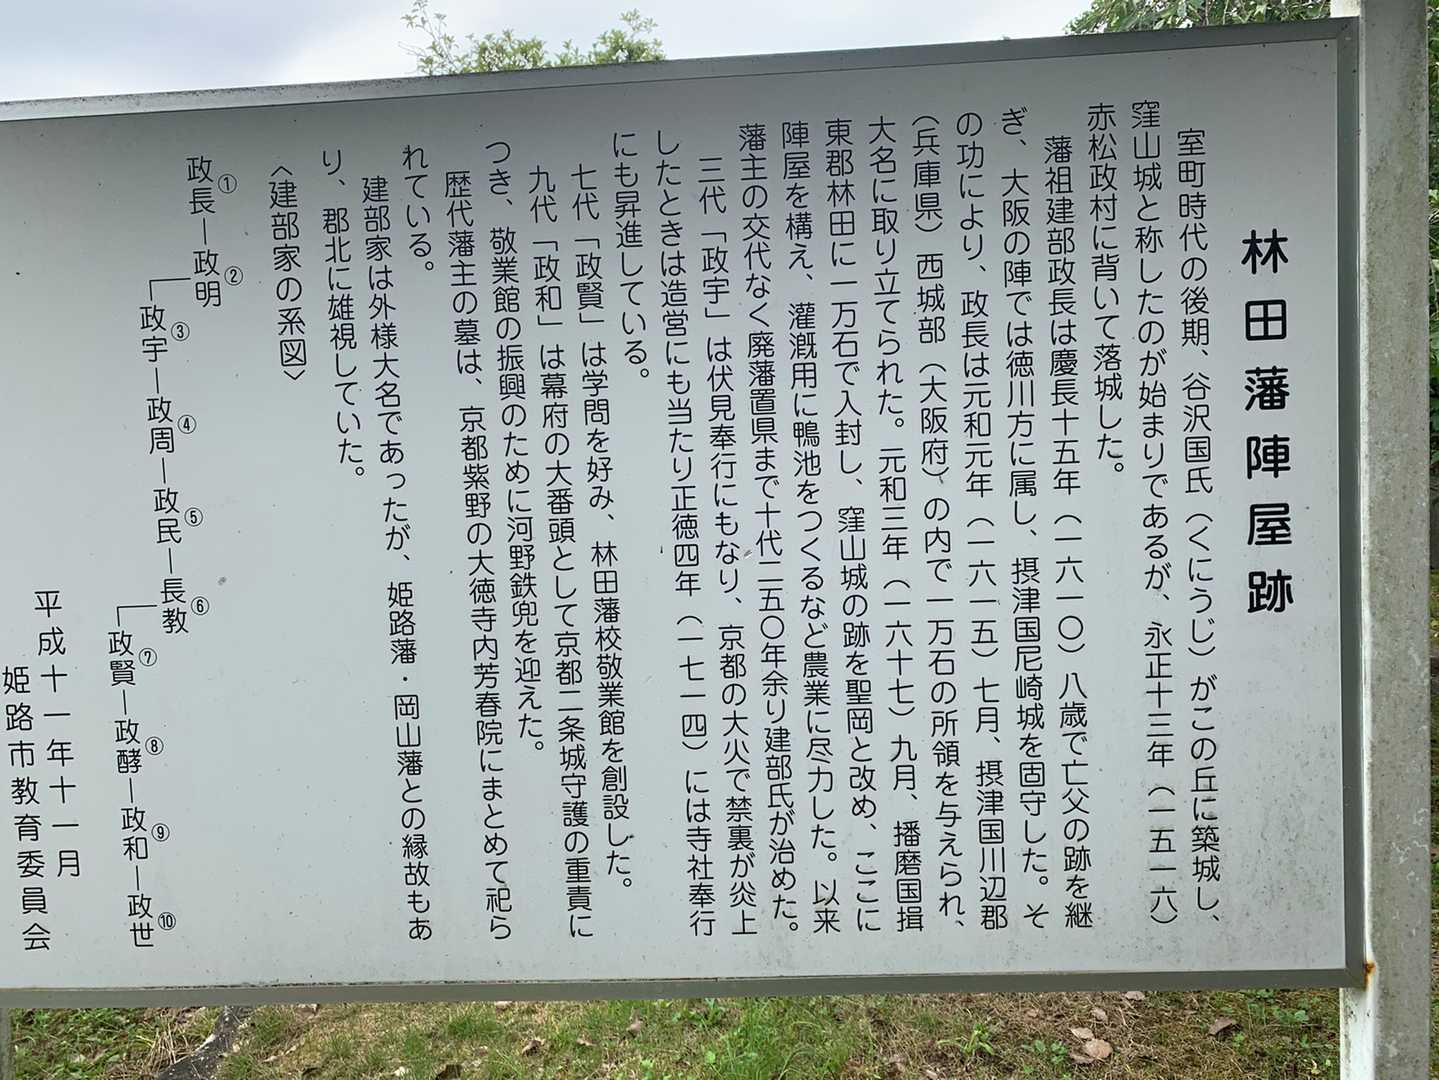 林田藩陣屋跡
室町時代の後期、谷沢国氏（くにうじ）がこの丘に築城し、
窪山城と称したのが始まりであるが、永正十三年（一五一六）
赤松政村に背いて落城した。
藩祖建部政長は慶長十五年（一六一〇）八歳で亡父の跡を継
ぎ、大阪の陣では徳川方に属し、摂津国尼崎城を固守した。そ
の功により、政長は元和元年（一六一五）七月、摂津国川辺郡
（兵庫県）西城部（大阪府）の内で一万石の所領を与えられ、
大名に取り立てられた。元和三年（一六十七）九月、播磨国揖
東郡林田に一万石で入封し、窪山城の跡を聖岡と改め、ここに
陣屋を構え、灌漑用に鴨池をつくるなど農業に尽力した。以来
藩主の交代なく廃藩置県まで十代二五〇年余り建部氏が治めた。
三代「政宇」は伏見奉行にもなり、京都の大火で禁裏が炎上
したときは造営にも当たり正徳四年（一七一四）には寺社奉行
にも昇進している。
七代「政賢」は学問を好み、林田藩校敬業館を創設した。
九代「政和」は幕府の大番頭として京都二条城守護の重責に
つき、敬業館の振興のために河野鉄兜を迎えた。
歴代藩主の墓は、京都紫野の大徳寺内芳春院にまとめて祀ら
れている。
建部家は外様大名であったが、姫路藩・岡山藩との縁故もあ
り、郡北に雄視していた。
〈建部家の系図〉
①政長―②政明
③政宇―④政周―⑤政民―⑥長教
⑦政賢―⑧政醇―⑨政和―⑩政世
平成十一年十一月
姫路市教育委員会